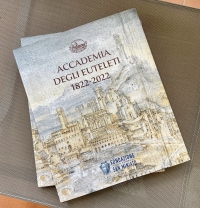 ACCADEMIA
DEGLI EUTELETI
1822-2022
FONDAZIONE
SAN MINIATO